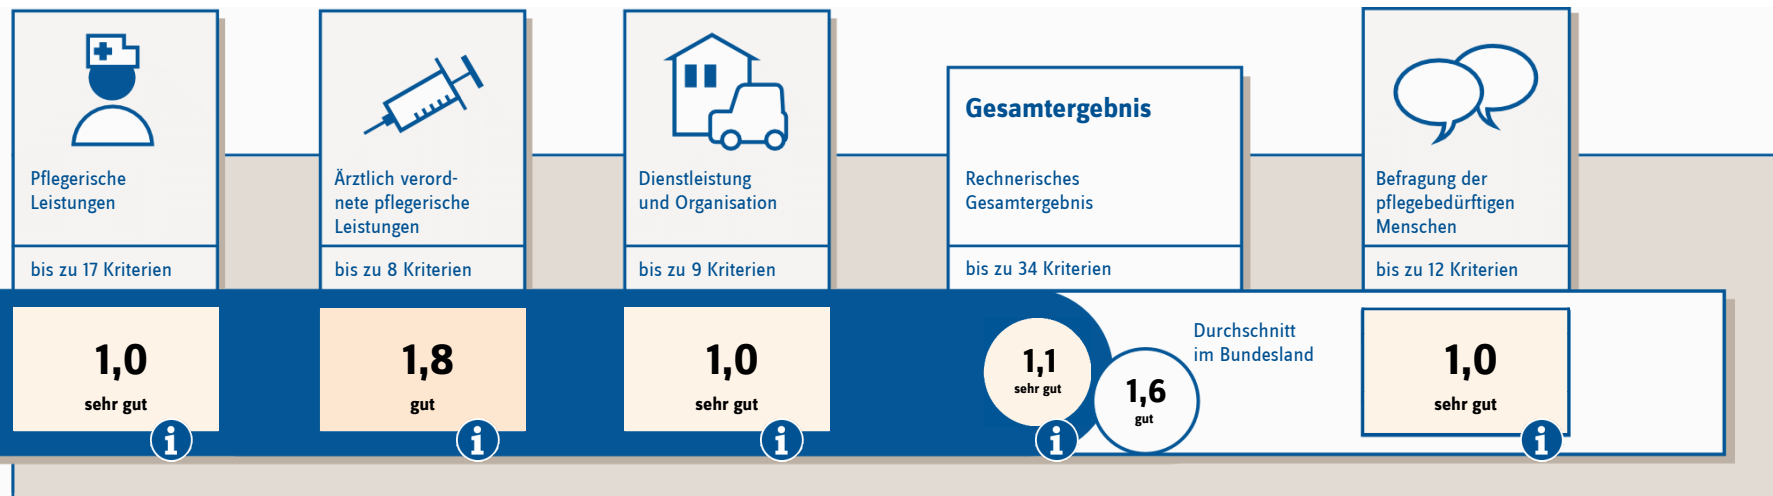 Pflegerische
Leistungen
bis zu 17 Kriterien
1,0
sehr gut
i
Ärztlich verord-
nete pflegerische
Leistungen
bis zu 8 Kriterien
1,8
gut
i
Dienstleistung
und Organisation
bis zu 9 Kriterien
1,0
sehr gut
i
Gesamtergebnis
Rechnerisches
Gesamtergebnis
bis zu 34 Kriterien
1,1
sehr gut
i
1,6
gut
Durchschnitt
im Bundesland
Befragung der
pflegebedürftigen
Menschen
bis zu 12 Kriterien
1,0
sehr gut
i